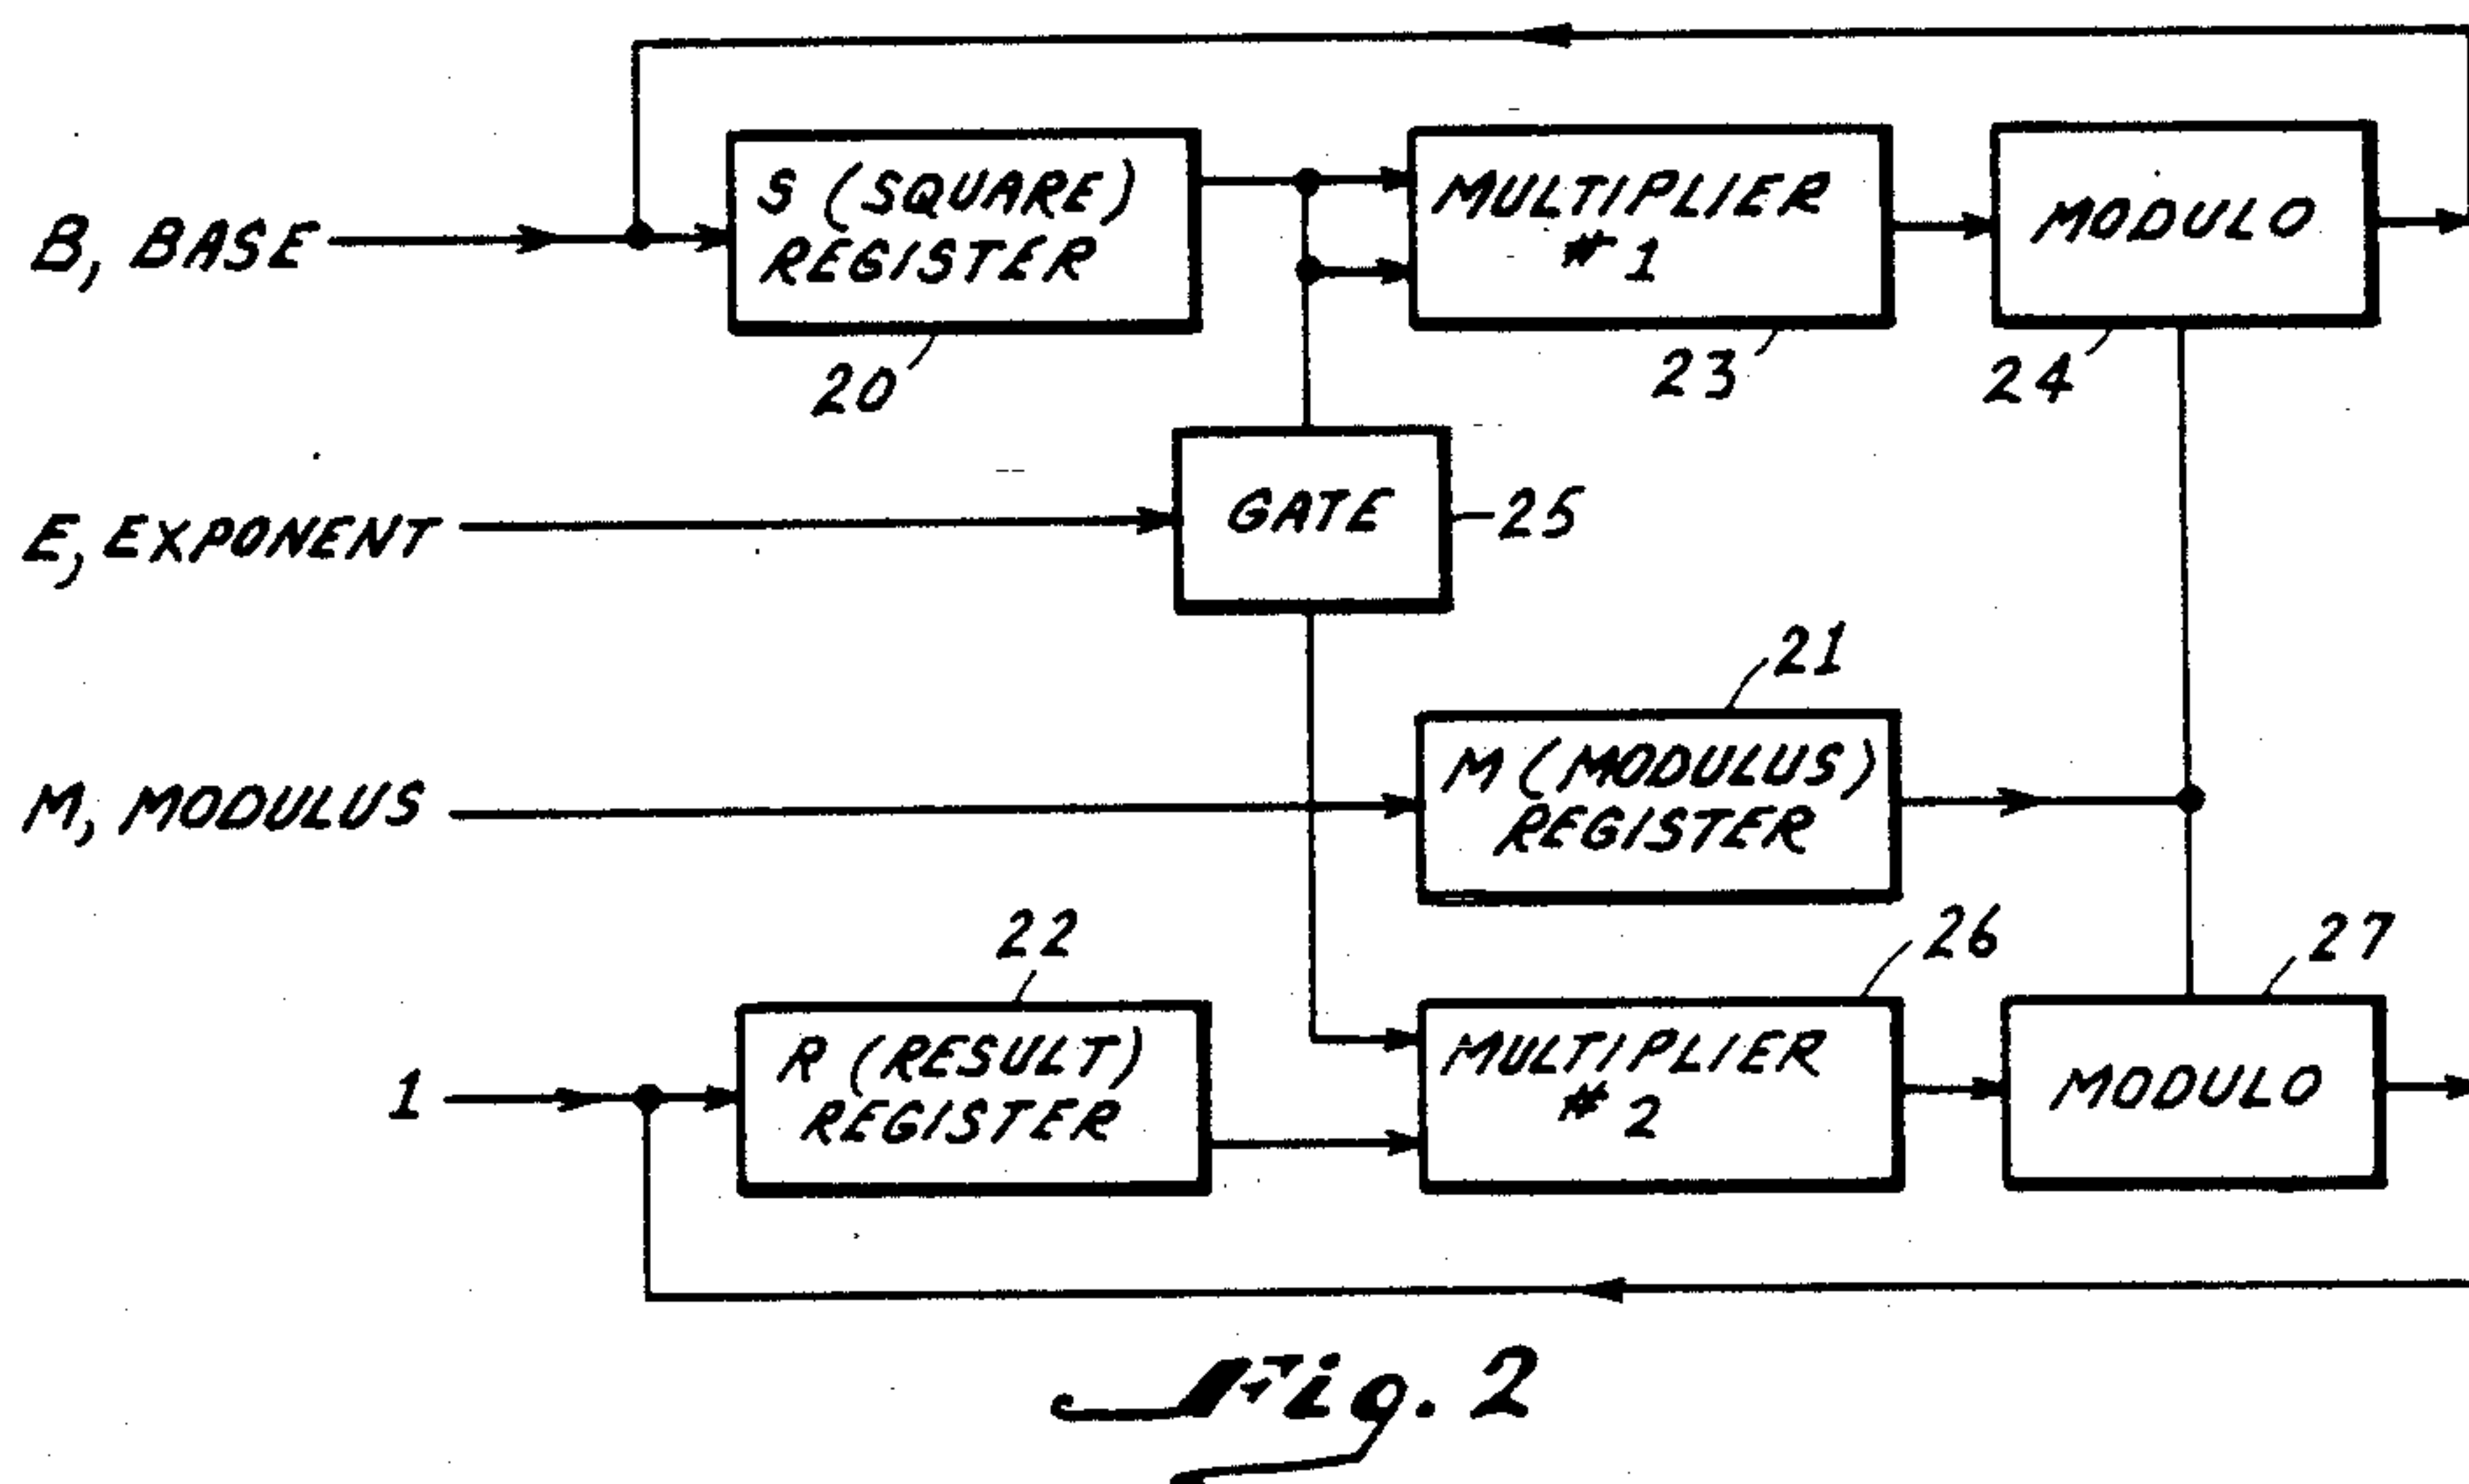 S (SQUARE)
REGISTER
MULTIPLIER
# 1
MODULO
B, BASE
20
23
24
E, EXPONENT
GATE
25
21
M, MODULUS
M (MODULUS)
REGISTER
22
26
27
1
R (RESULT)
REGISTER
MULTIPLIER
# 2
MODULO
Fig. 2